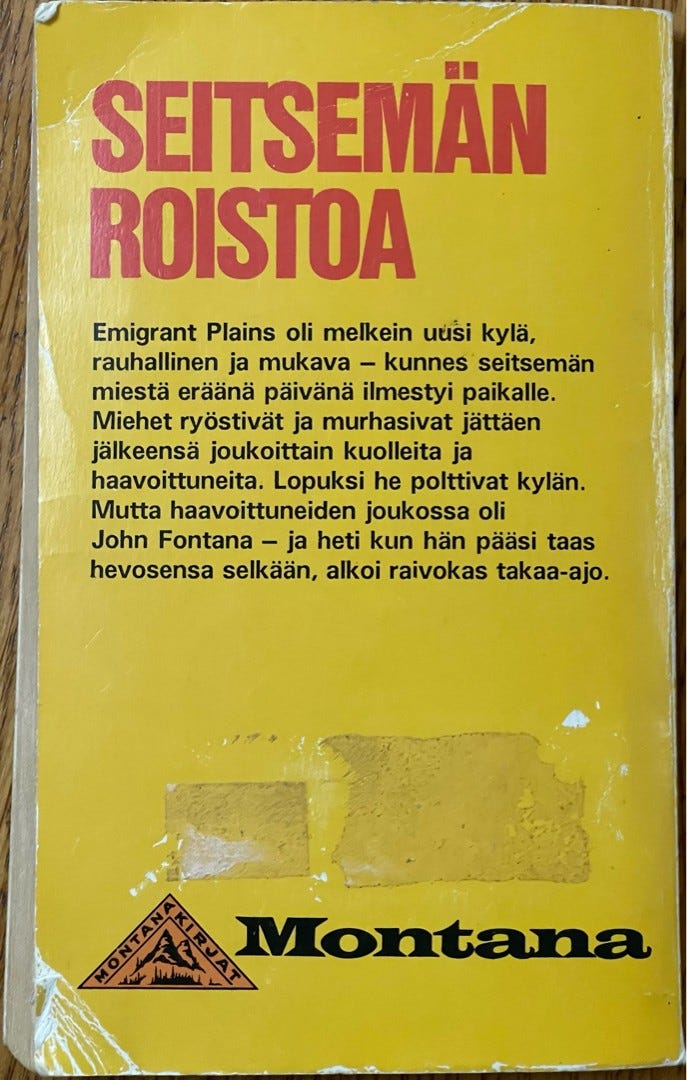 SEITSEMÄN
ROISTOA
Emigrant Plains oli melkein uusi kylä,
rauhallinen ja mukava – kunnes seitsemän
miestä eräänä päivänä ilmestyi paikalle.
Miehet ryöstivät ja murhasivat jättäen
jälkeensä joukoittain kuolleita ja
haavoittuneita. Lopuksi he polttivat kylän.
Mutta haavoittuneiden joukossa oli
John Fontana – ja heti kun hän pääsi taas
hevosensa selkään, alkoi raivokas takaa-ajo.
MONTANA KIRJAT
Montana